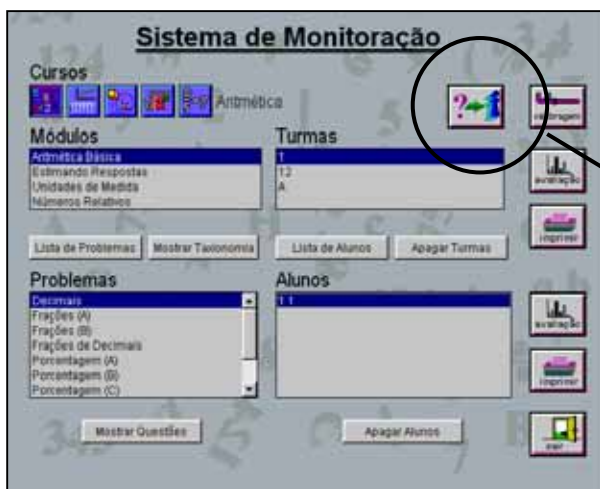 Sistema de Monitoração
Cursos
Aritmética
Módulos
Turmas
Aritmética Básica
Estimando Respostas
Unidades de Medida
Números Relativos
1
12
A
avaliação
imprimir
Lista de Problemas
Mostrar Taxionomia
Lista de Alunos
Apagar Turmas
Problemas
Alunos
Decimais
Frações (A)
Frações (B)
Frações de Decimais
Porcentagem (A)
Porcentagem (B)
Porcentagem (C)
1 1
avaliação
imprimir
Mostrar Questões
Apagar Alunos